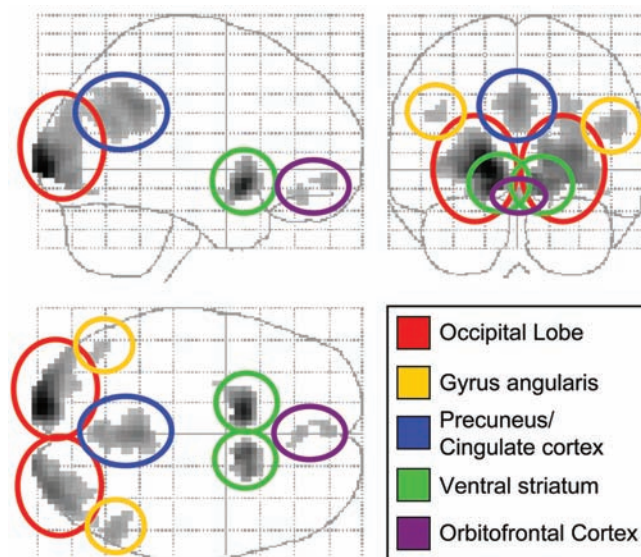 Occipital Lobe
Gyrus angularis
Precuneus/
Cingulate cortex
Ventral striatum
Orbitofrontal Cortex